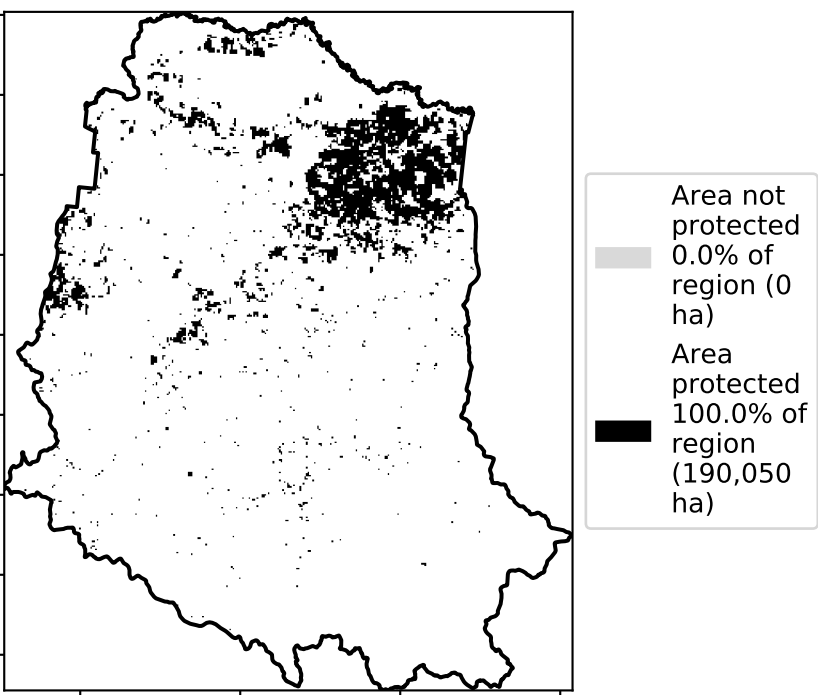 Area not
protected
0.0% of
region (0
ha)
Area
protected
100.0% of
region
(190,050
ha)